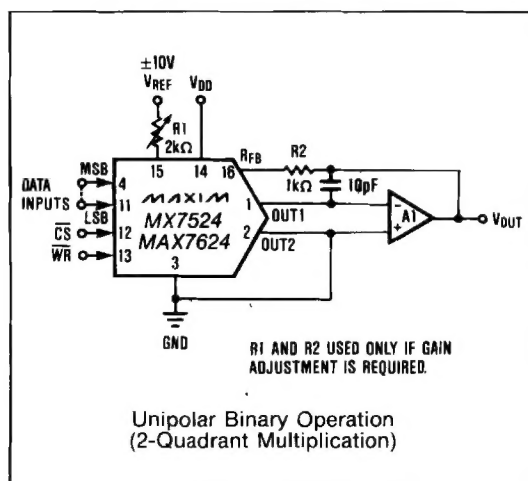 ±10V
VREF
VDD
R1
2kΩ
RFB
R2
1kΩ
10pF
15
14
16
MSB
4
DATA
INPUTS
11
LSB
CS
12
WR
13
MAXIM
MX7524
MAX7624
1
OUT1
2
OUT2
3
−
+
A1
VOUT
GND
R1 AND R2 USED ONLY IF GAIN
ADJUSTMENT IS REQUIRED.
Unipolar Binary Operation
(2-Quadrant Multiplication)